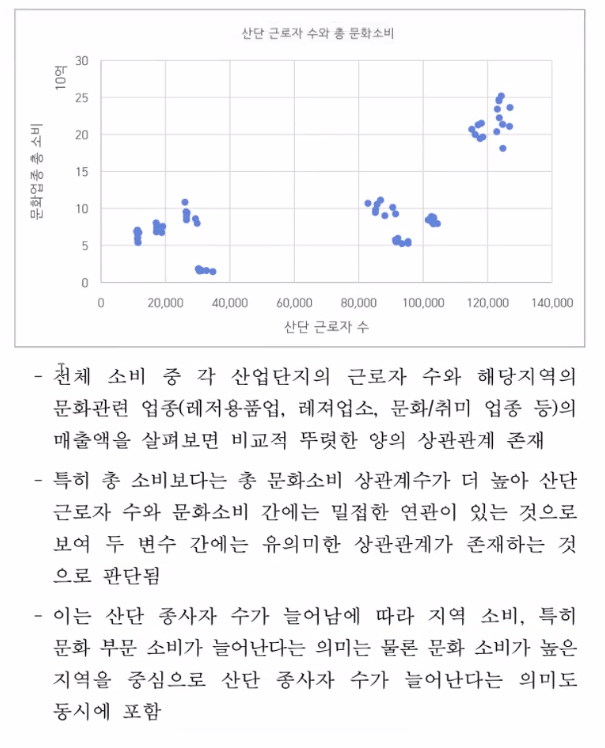 산단 근로자 수와 총 문화소비
10억
문화업종 총 소비
30
25
20
15
10
5
0
0 20,000 40,000 60,000 80,000 100,000 120,000 140,000
산단 근로자 수
- 전체 소비 중 각 산업단지의 근로자 수와 해당지역의
문화관련 업종(레저용품업, 레져업소, 문화/취미 업종 등)의
매출액을 살펴보면 비교적 뚜렷한 양의 상관관계 존재
- 특히 총 소비보다는 총 문화소비 상관계수가 더 높아 산단
근로자 수와 문화소비 간에는 밀접한 연관이 있는 것으로
보여 두 변수 간에는 유의미한 상관관계가 존재하는 것
으로 판단됨
- 이는 산단 종사자 수가 늘어남에 따라 지역 소비, 특히
문화 부문 소비가 늘어난다는 의미는 물론 문화 소비가 높은
지역을 중심으로 산단 종사자 수가 늘어난다는 의미도
동시에 포함